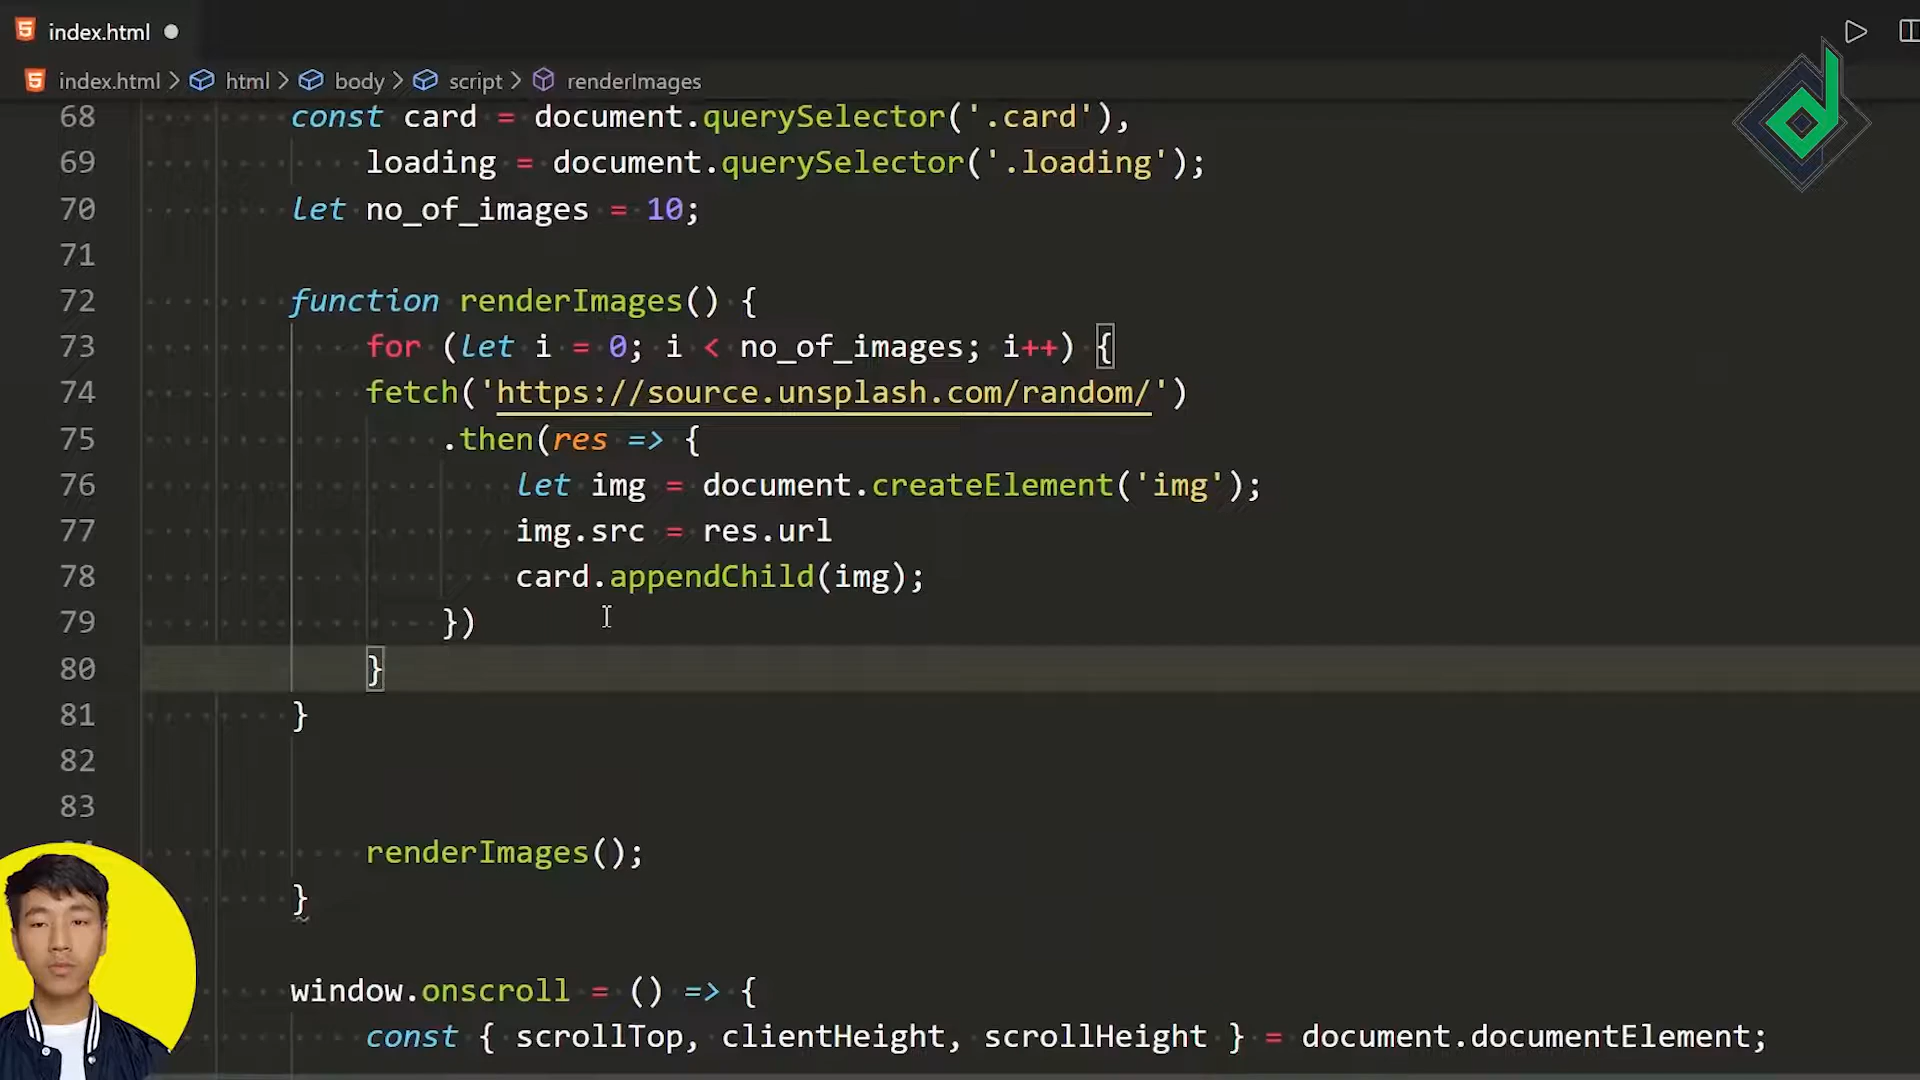 index.html
index.html > html > body > script > renderImages
68 const card = document.querySelector('.card'),
69 loading = document.querySelector('.loading');
70 let no_of_images = 10;
71
72 function renderImages() {
73 for (let i = 0; i < no_of_images; i++) {
74 fetch('https://source.unsplash.com/random/')
75 .then(res => {
76 let img = document.createElement('img');
77 img.src = res.url
78 card.appendChild(img);
79 })
80 }
81 }
82
83
renderImages();
}
window.onscroll = () => {
const { scrollTop, clientHeight, scrollHeight } = document.documentElement;